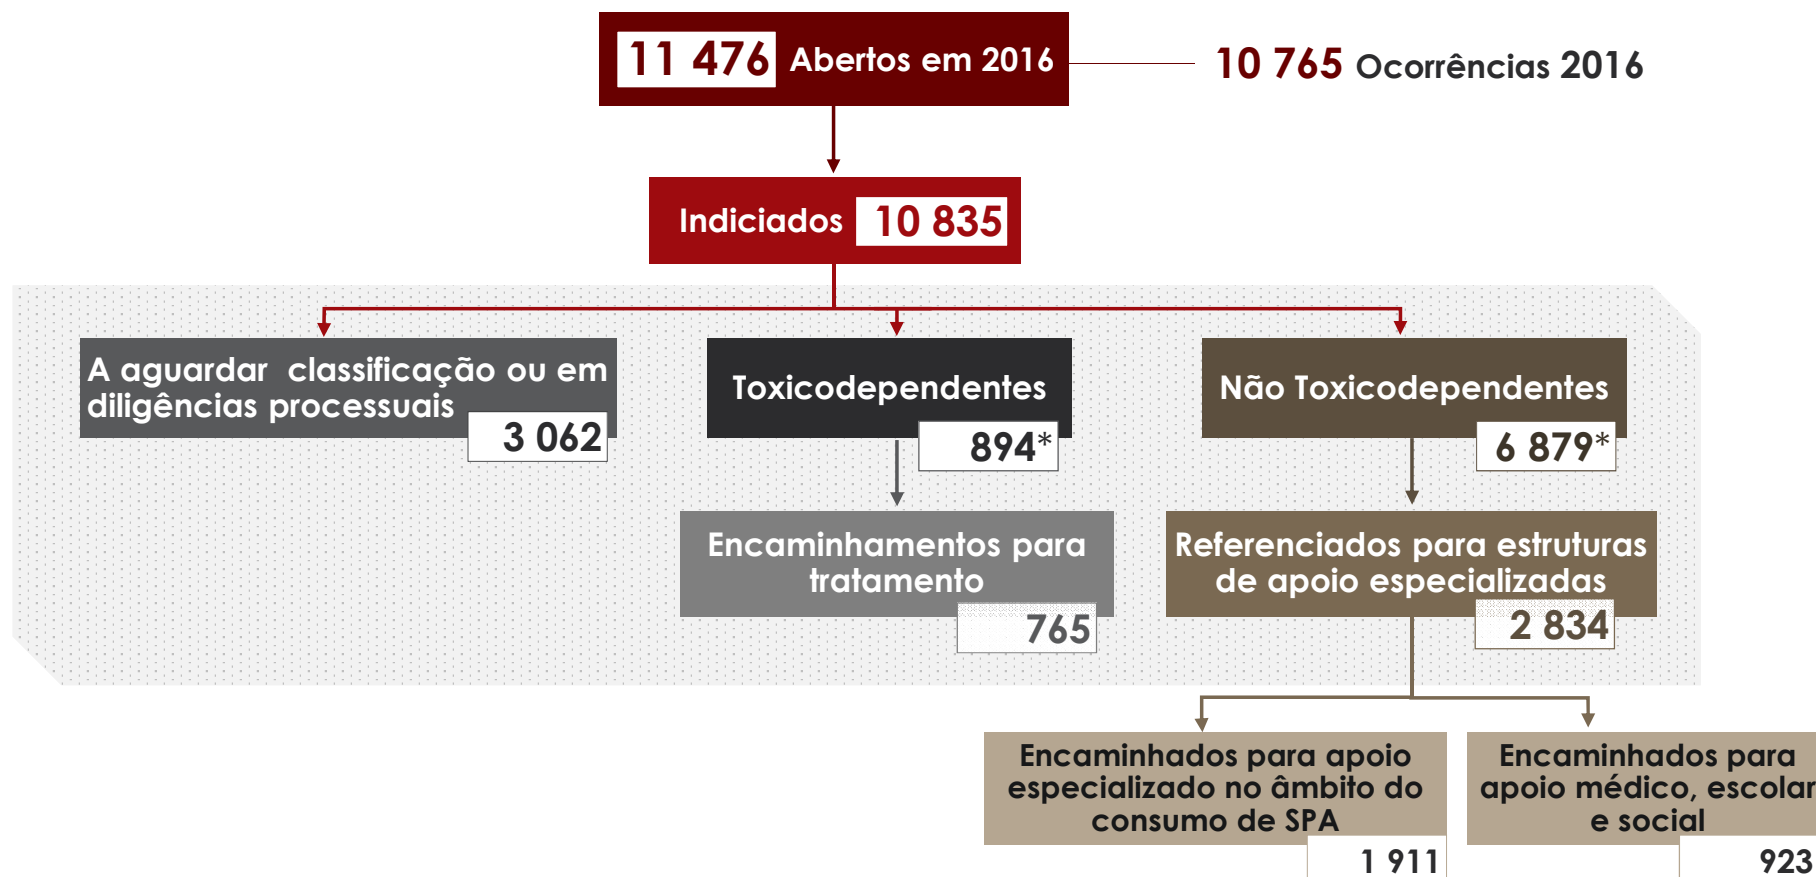 11 476 Abertos em 2016
10 765 Ocorrências 2016
Indiciados 10 835
A aguardar classificação ou em
diligências processuais
3 062
Toxicodependentes
894*
Não Toxicodependentes
6 879*
Encaminhamentos para
tratamento
765
Referenciados para estruturas
de apoio especializadas
2 834
Encaminhados para apoio
especializado no âmbito do
consumo de SPA
1 911
Encaminhados para
apoio médico, escolar
e social
923